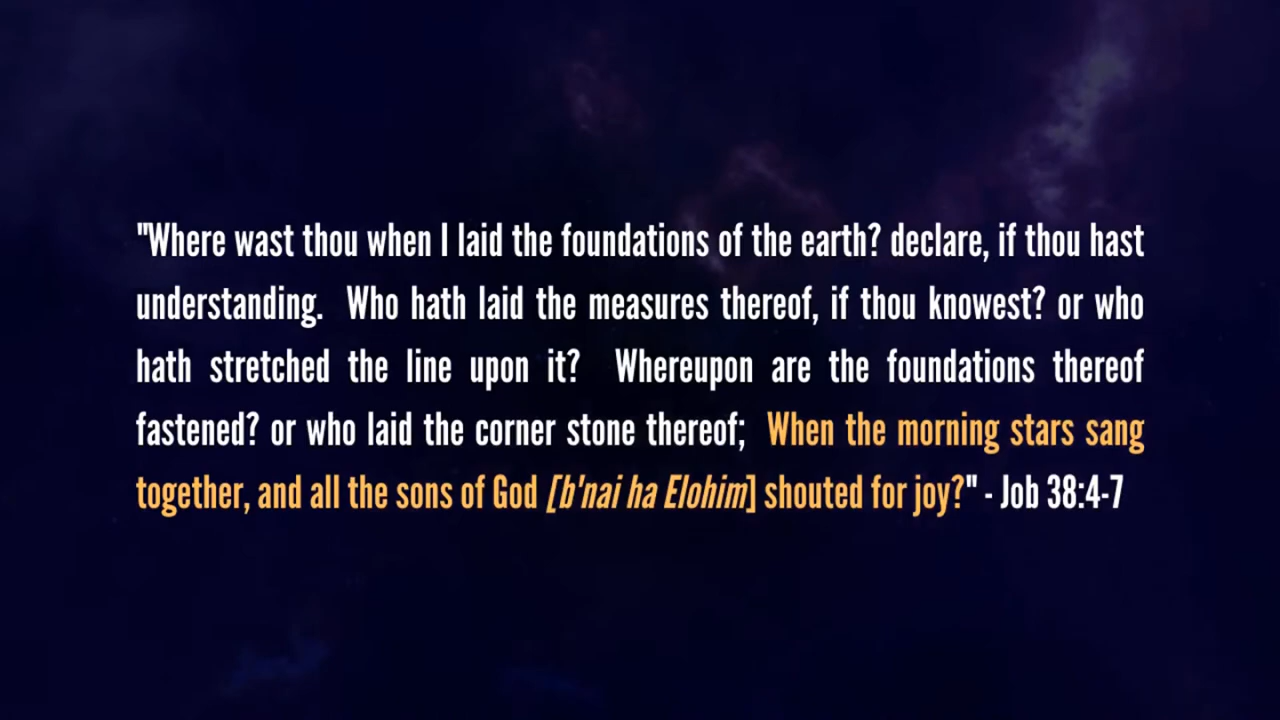 "Where wast thou when I laid the foundations of the earth? declare, if thou hast
understanding.  Who hath laid the measures thereof, if thou knowest? or who
hath stretched the line upon it?  Whereupon are the foundations thereof
fastened? or who laid the corner stone thereof;  When the morning stars sang
together, and all the sons of God [b'nai ha Elohim] shouted for joy?" - Job 38:4-7